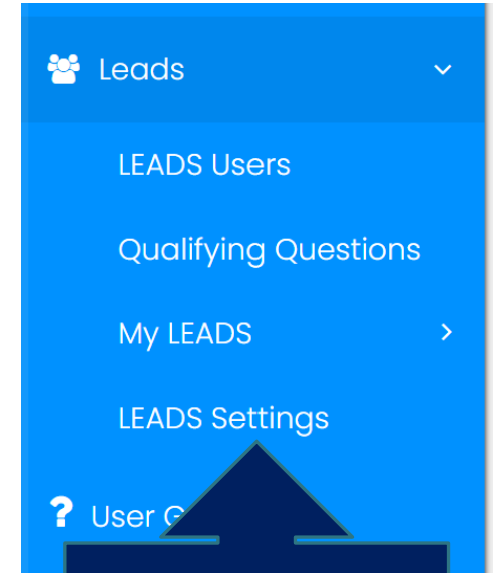 Leads
LEADS Users
Qualifying Questions
My LEADS
LEADS Settings
User